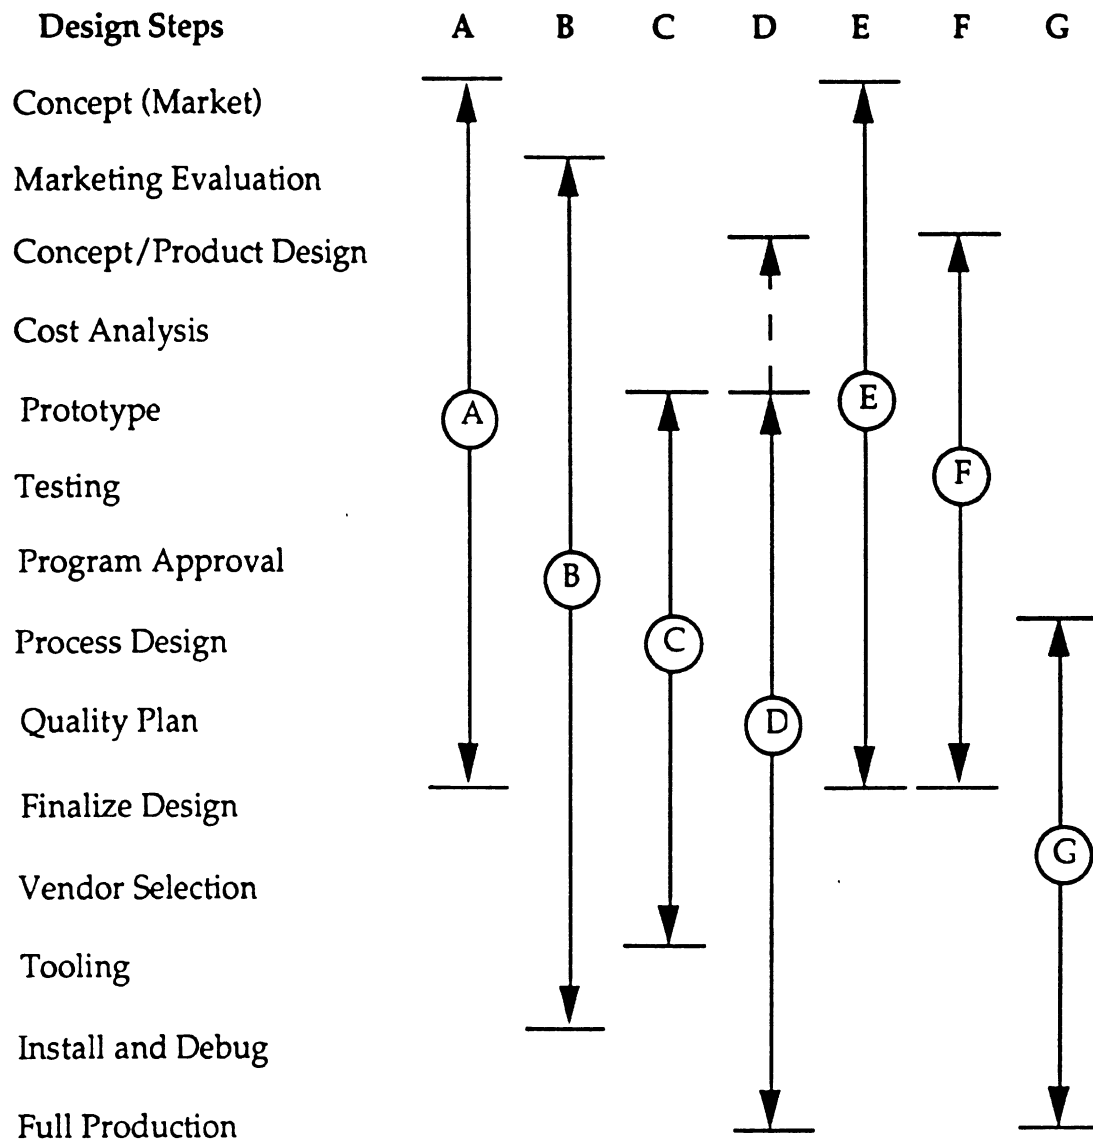 Design Steps A B C D E F G
Concept (Market)
Marketing Evaluation
Concept/Product Design
Cost Analysis
E
Prototype
A
F
Testing
Program Approval
B
Process Design
C
Quality Plan
D
Finalize Design
G
Vendor Selection
Tooling
Install and Debug
Full Production